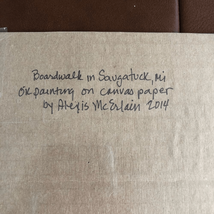 Boardwalk in Saugatuck, mi
oil painting on canvas paper
by Alexis McErlain 2014